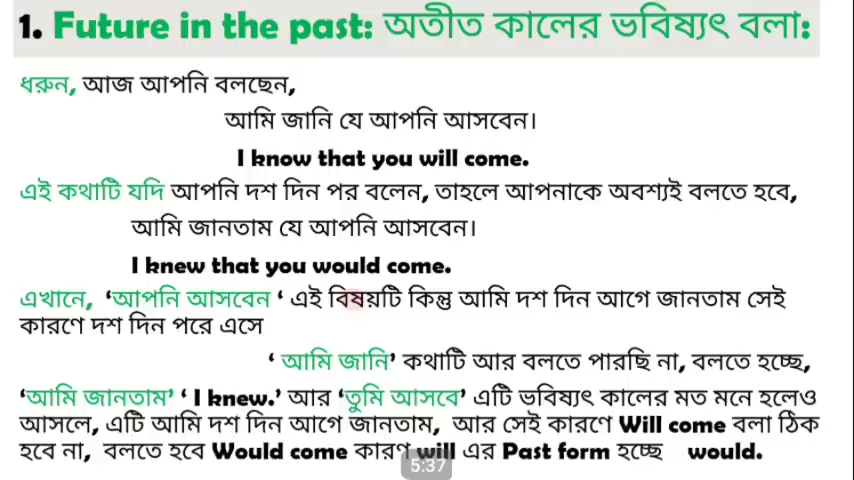 1. Future in the past: অতীত কালের ভবিষ্যৎ বলা:
ধরুন, আজ আপনি বলছেন,
আমি জানি যে আপনি আসবেন।
I know that you will come.
এই কথাটি যদি আপনি দশ দিন পর বলেন, তাহলে আপনাকে অবশ্যই বলতে হবে,
আমি জানতাম যে আপনি আসবেন।
I knew that you would come.
এখানে, ‘আপনি আসবেন ‘ এই বিষয়টি কিন্তু আমি দশ দিন আগে জানতাম সেই
কারণে দশ দিন পরে এসে
‘ আমি জানি’ কথাটি আর বলতে পারছি না, বলতে হচ্ছে,
‘আমি জানতাম’ ‘ I knew.’ আর ‘তুমি আসবে’ এটি ভবিষ্যৎ কালের মত মনে হলেও
আসলে, এটি আমি দশ দিন আগে জানতাম, আর সেই কারণে Will come বলা ঠিক
হবে না, বলতে হবে Would come কারণ will এর Past form হচ্ছে would.
5:37